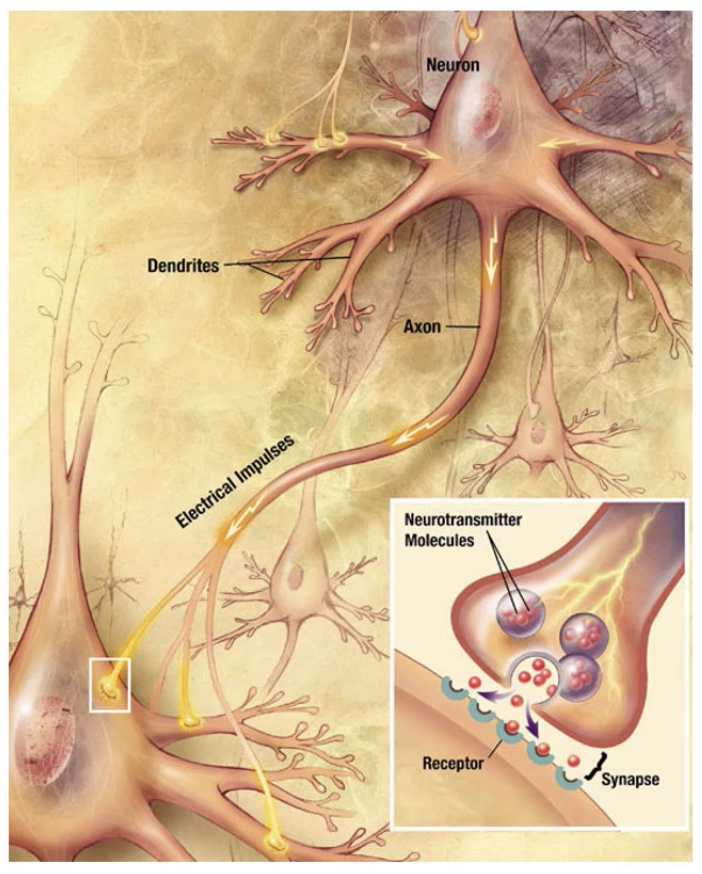 Neuron
Dendrites
Axon
Electrical Impulses
Neurotransmitter
Molecules
Receptor
Synapse